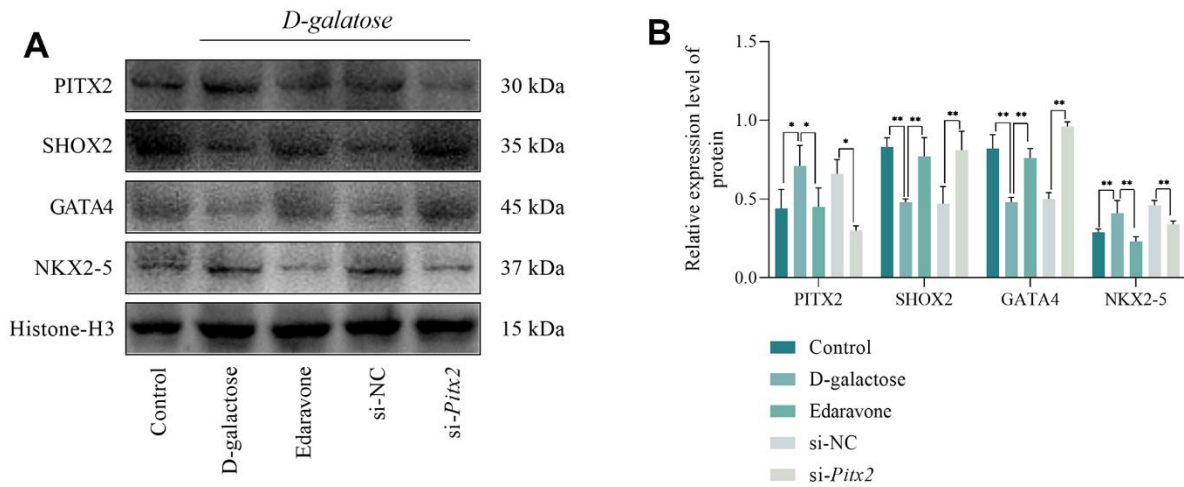 A
D-galatose
PITX2
30 kDa
SHOX2
35 kDa
GATA4
45 kDa
NKX2-5
37 kDa
Histone-H3
15 kDa
Control
D-galactose
Edaravone
si-NC
si-Pitx2
B
Relative expression level of
protein
1.5
1.0
0.5
0.0
* * *
** ** **
** ** **
** ** **
PITX2 SHOX2 GATA4 NKX2-5
Control
D-galactose
Edaravone
si-NC
si-Pitx2